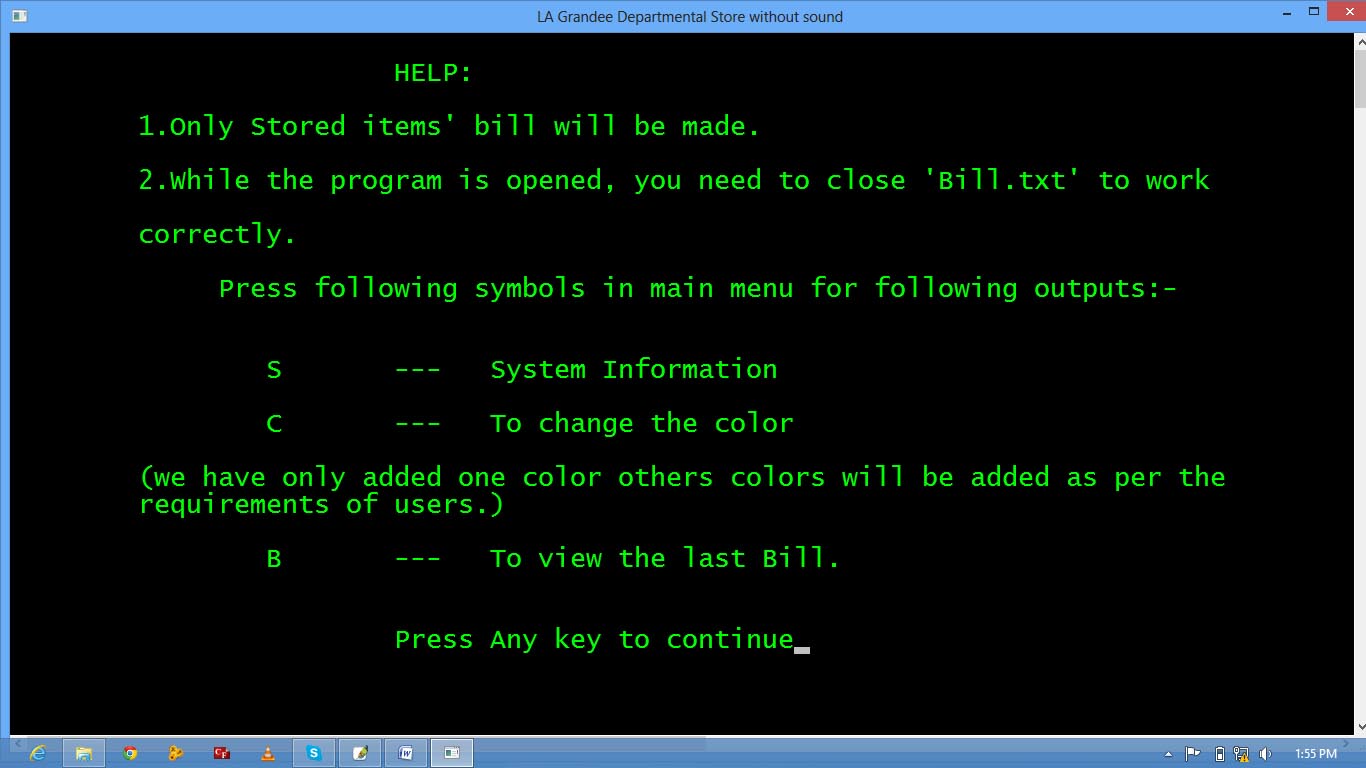 LA Grandee Departmental Store without sound
HELP:
1.Only Stored items' bill will be made.
2.While the program is opened, you need to close 'Bill.txt' to work
correctly.
Press following symbols in main menu for following outputs:-
S --- System Information
C --- To change the color
(we have only added one color others colors will be added as per the
requirements of users.)
B --- To view the last Bill.
Press Any key to continue
1:55 PM